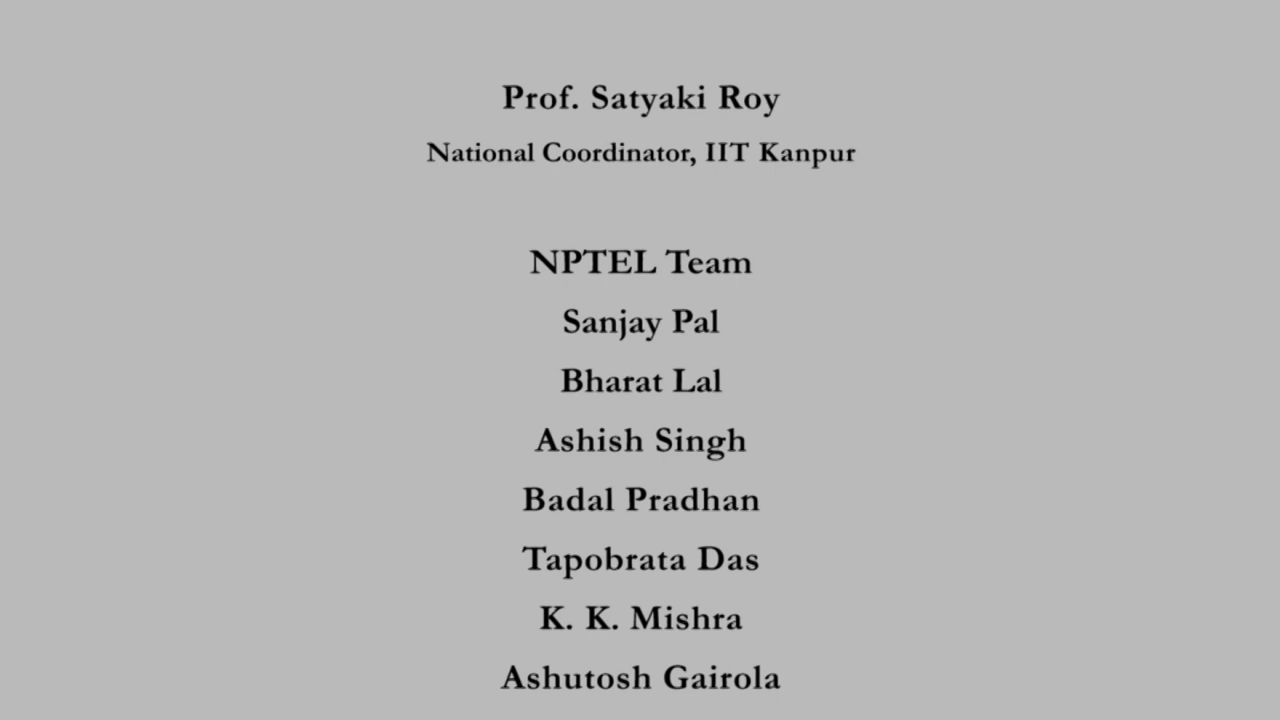 Prof. Satyaki Roy
National Coordinator, IIT Kanpur
NPTEL Team
Sanjay Pal
Bharat Lal
Ashish Singh
Badal Pradhan
Tapobrata Das
K. K. Mishra
Ashutosh Gairola